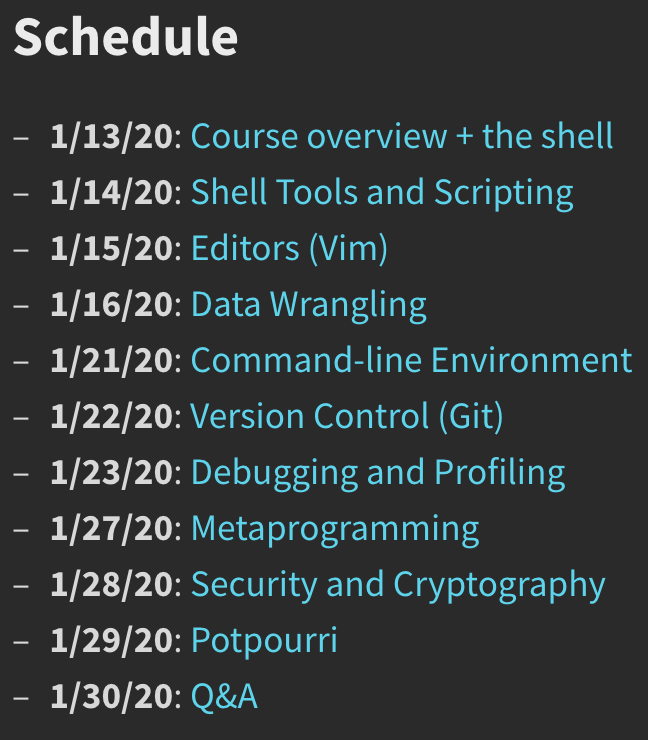 Schedule
– 1/13/20: Course overview + the shell
– 1/14/20: Shell Tools and Scripting
– 1/15/20: Editors (Vim)
– 1/16/20: Data Wrangling
– 1/21/20: Command-line Environment
– 1/22/20: Version Control (Git)
– 1/23/20: Debugging and Profiling
– 1/27/20: Metaprogramming
– 1/28/20: Security and Cryptography
– 1/29/20: Potpourri
– 1/30/20: Q&A